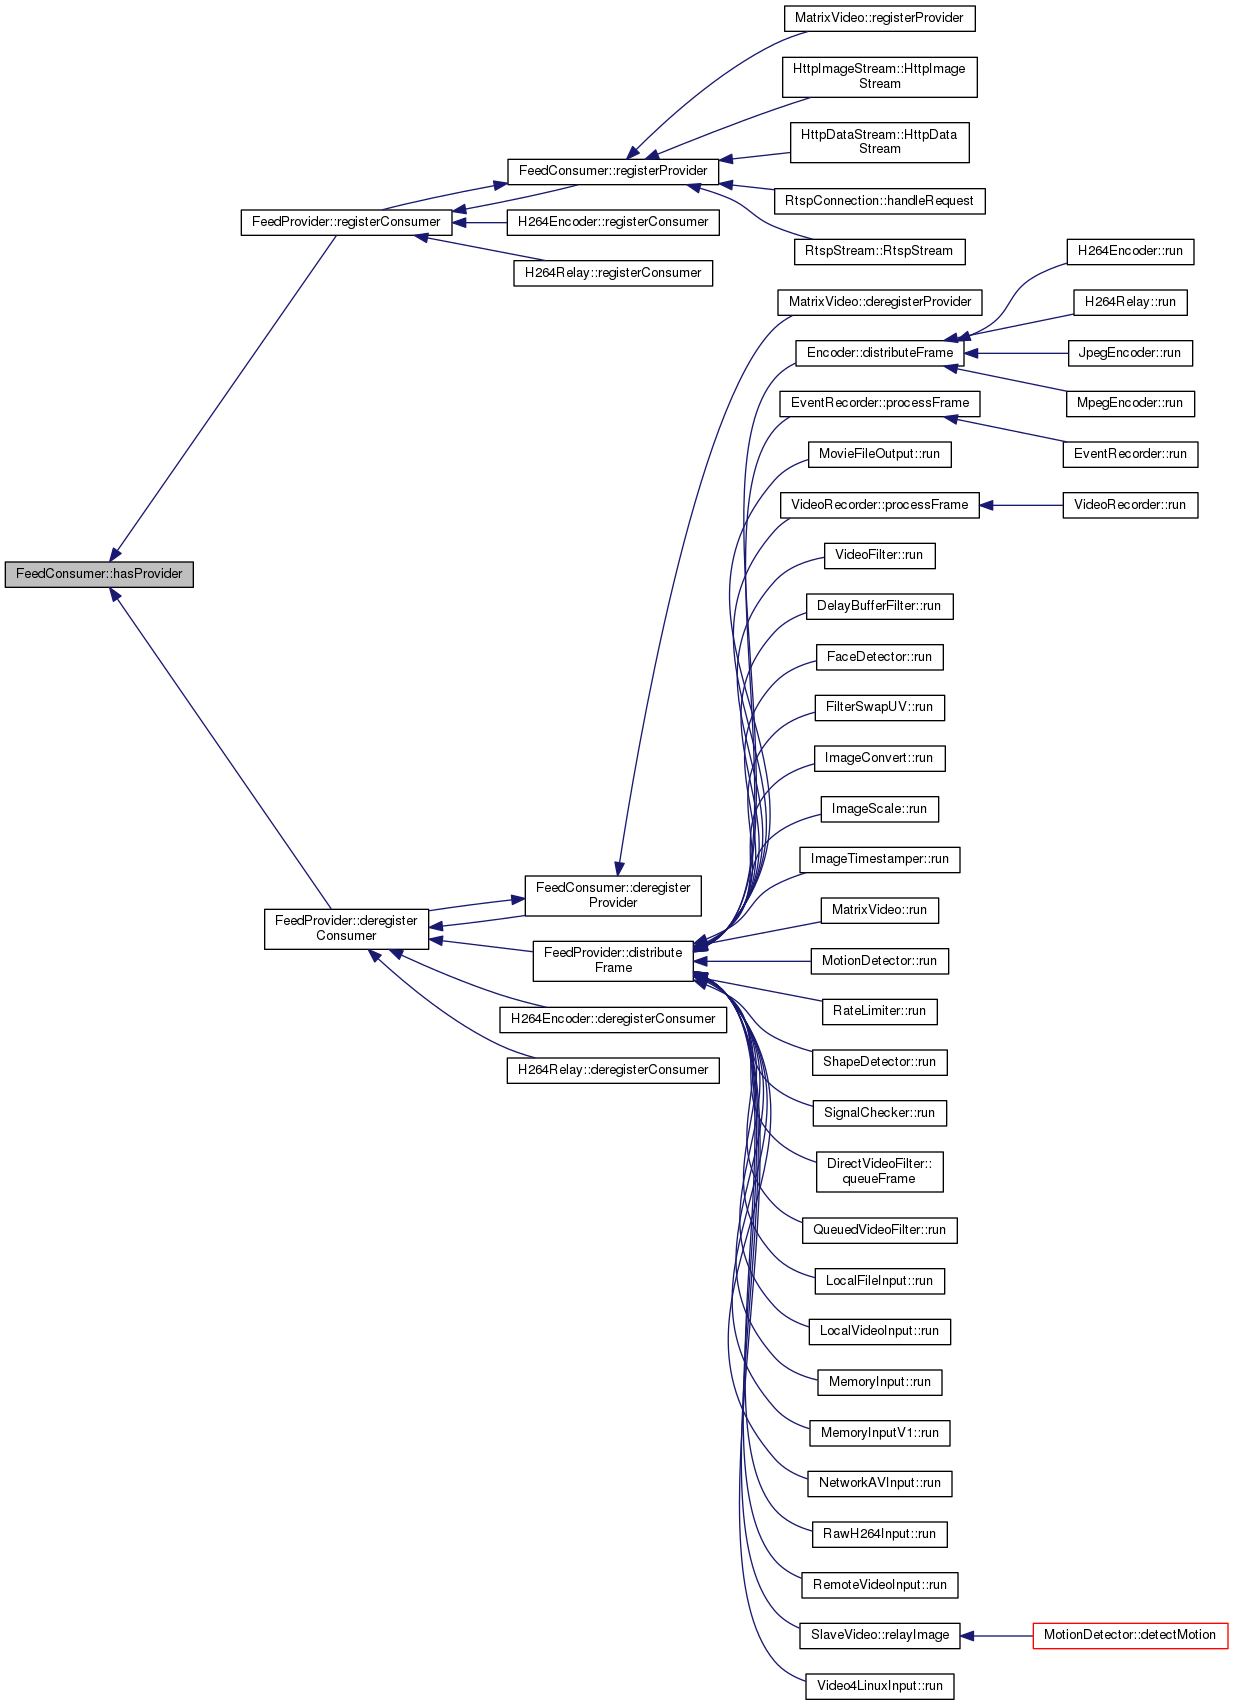 MatrixVideo::registerProvider
HttpImageStream::HttpImage
Stream
HttpDataStream::HttpData
Stream
FeedConsumer::registerProvider
RtspConnection::handleRequest
FeedProvider::registerConsumer
H264Encoder::registerConsumer
RtspStream::RtspStream
H264Relay::registerConsumer
H264Encoder::run
MatrixVideo::deregisterProvider
H264Relay::run
Encoder::distributeFrame
JpegEncoder::run
EventRecorder::processFrame
MpegEncoder::run
MovieFileOutput::run
EventRecorder::run
VideoRecorder::processFrame
VideoRecorder::run
VideoFilter::run
FeedConsumer::hasProvider
DelayBufferFilter::run
FaceDetector::run
FilterSwapUV::run
ImageConvert::run
ImageScale::run
ImageTimestamper::run
FeedConsumer::deregister
Provider
MatrixVideo::run
FeedProvider::deregister
Consumer
FeedProvider::distribute
Frame
MotionDetector::run
RateLimiter::run
H264Encoder::deregisterConsumer
ShapeDetector::run
H264Relay::deregisterConsumer
SignalChecker::run
DirectVideoFilter::
queueFrame
QueuedVideoFilter::run
LocalFileInput::run
LocalVideoInput::run
MemoryInput::run
MemoryInputV1::run
NetworkAVInput::run
RawH264Input::run
RemoteVideoInput::run
SlaveVideo::relayImage
MotionDetector::detectMotion
Video4LinuxInput::run